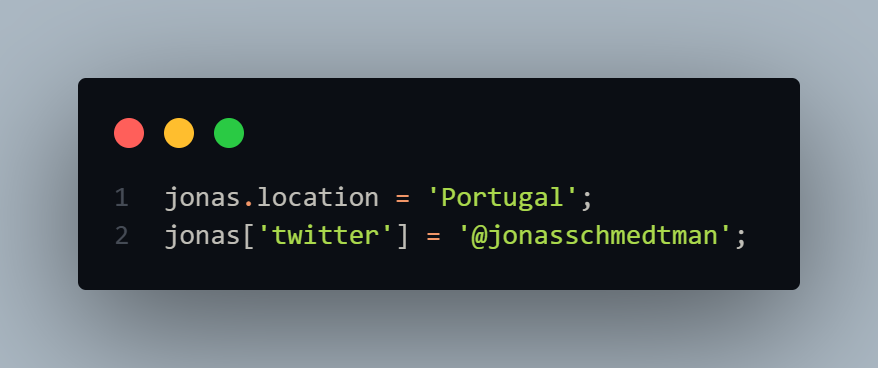 1 jonas.location = 'Portugal';
2 jonas['twitter'] = '@jonasschmedtman';